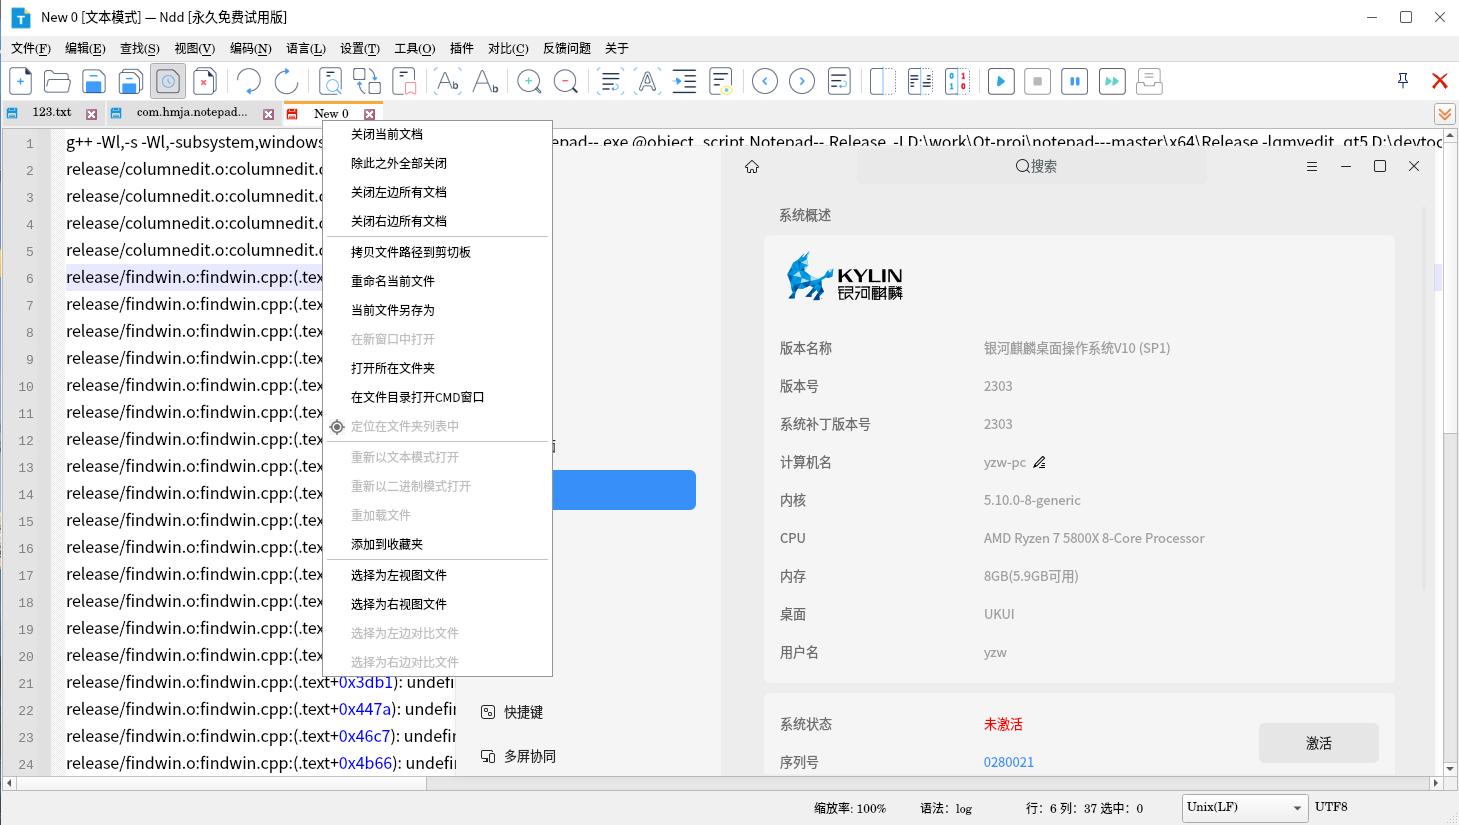 New 0 [文本模式] — Ndd [永久免费试用版]
文件(F) 编辑(E) 查找(S) 视图(V) 编码(N) 语言(L) 设置(T) 工具(O) 插件 对比(C) 反馈问题 关于
123.txt com.hmja.notepad... New 0
1 g++ -Wl,-s -Wl,-subsystem,windows
epad--.exe @object_script.Notepad--.Release -LD:\work\Qt-proj\notepad---master\x64\Release -lqmyedit_qt5 D:\devtoc
2 release/columnedit.o:columnedit.c
3 release/columnedit.o:columnedit.c
4 release/columnedit.o:columnedit.c
5 release/columnedit.o:columnedit.c
6 release/findwin.o:findwin.cpp:(.tex
7 release/findwin.o:findwin.cpp:(.tex
8 release/findwin.o:findwin.cpp:(.tex
9 release/findwin.o:findwin.cpp:(.tex
10 release/findwin.o:findwin.cpp:(.tex
11 release/findwin.o:findwin.cpp:(.tex
12 release/findwin.o:findwin.cpp:(.tex
13 release/findwin.o:findwin.cpp:(.tex
14 release/findwin.o:findwin.cpp:(.tex
15 release/findwin.o:findwin.cpp:(.tex
16 release/findwin.o:findwin.cpp:(.tex
17 release/findwin.o:findwin.cpp:(.tex
18 release/findwin.o:findwin.cpp:(.tex
19 release/findwin.o:findwin.cpp:(.tex
20 release/findwin.o:findwin.cpp:(.tex
21 release/findwin.o:findwin.cpp:(.text+0x3db1): undefi
22 release/findwin.o:findwin.cpp:(.text+0x447a): undefir
23 release/findwin.o:findwin.cpp:(.text+0x46c7): undefir
24 release/findwin.o:findwin.cpp:(.text+0x4b66): undefi
关闭当前文档
除此之外全部关闭
关闭左边所有文档
关闭右边所有文档
拷贝文件路径到剪切板
重命名当前文件
当前文件另存为
在新窗口中打开
打开所在文件夹
在文件目录打开CMD窗口
定位在文件夹列表中
重新以文本模式打开
重新以二进制模式打开
重加载文件
添加到收藏夹
选择为左视图文件
选择为右视图文件
选择为左边对比文件
选择为右边对比文件
快捷键
多屏协同
搜索
系统概述
KYLIN
银河麒麟
版本名称 银河麒麟桌面操作系统V10 (SP1)
版本号 2303
系统补丁版本号 2303
计算机名 yzw-pc
内核 5.10.0-8-generic
CPU AMD Ryzen 7 5800X 8-Core Processor
内存 8GB(5.9GB可用)
桌面 UKUI
用户名 yzw
系统状态 未激活
激活
序列号 0280021
缩放率: 100% 语法: log 行: 6 列: 37 选中: 0 Unix(LF) UTF8